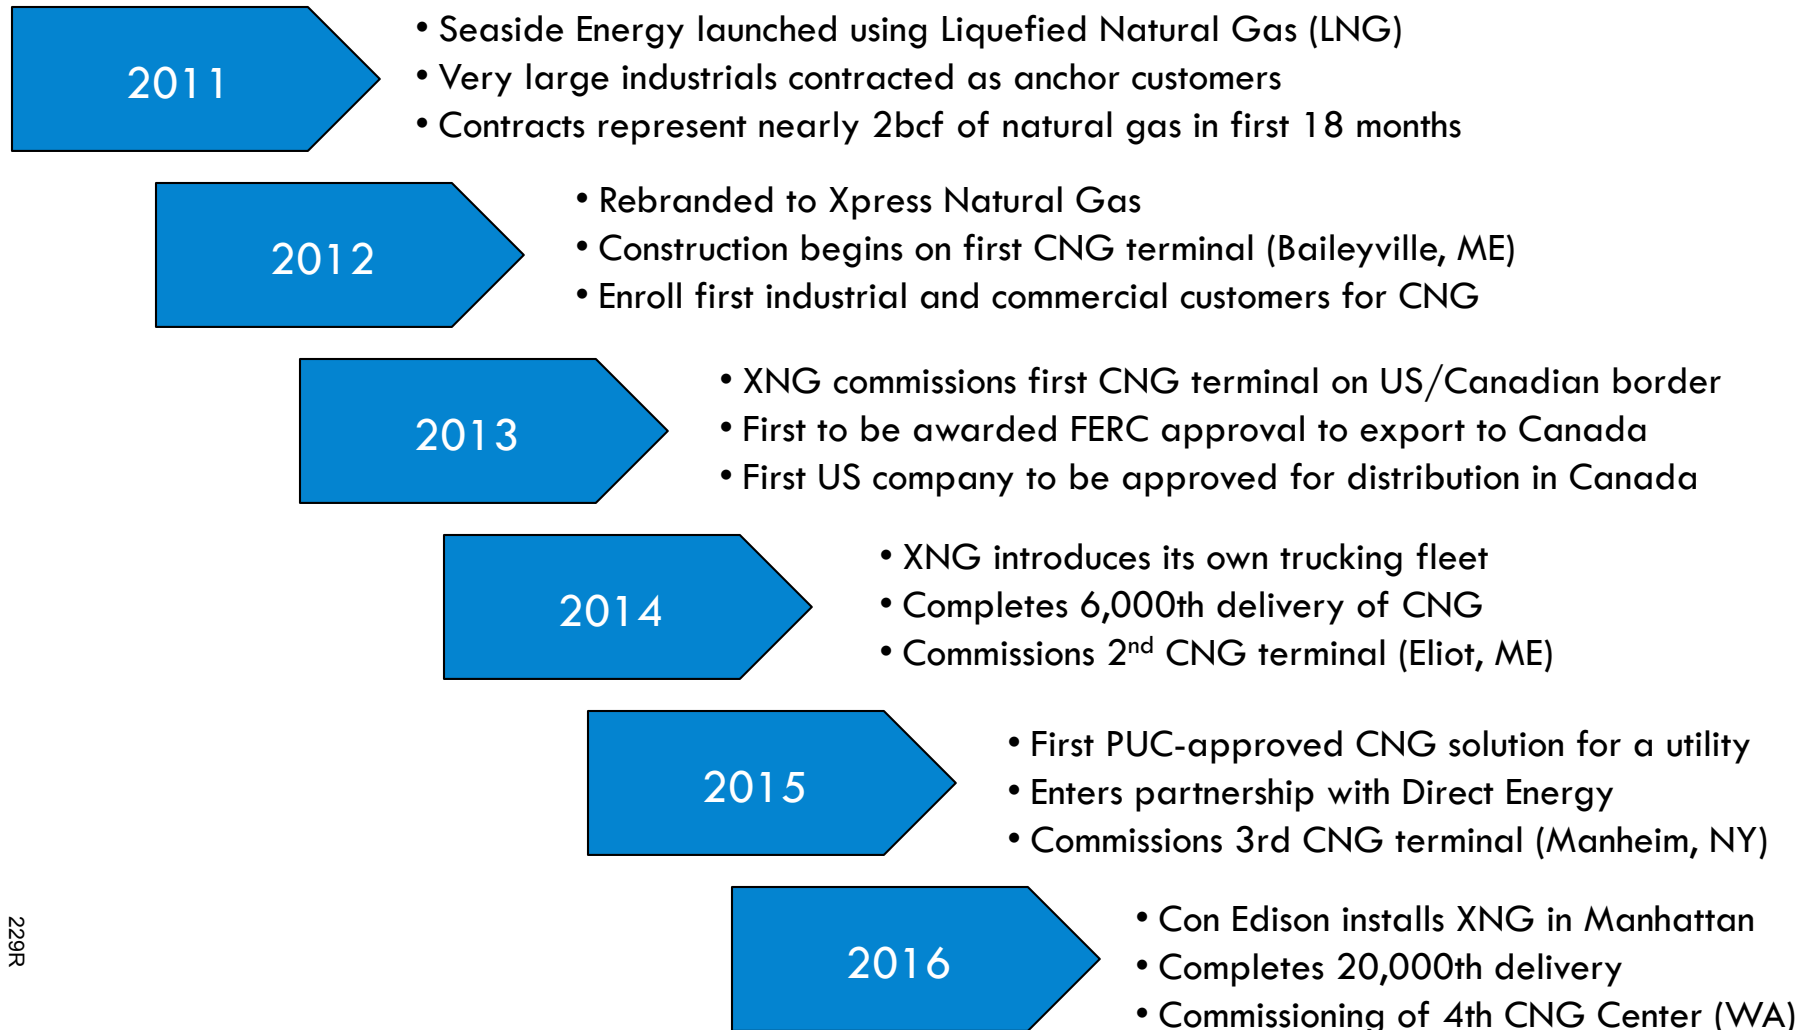 2011
• Seaside Energy launched using Liquefied Natural Gas (LNG)
• Very large industrials contracted as anchor customers
• Contracts represent nearly 2bcf of natural gas in first 18 months
2012
• Rebranded to Xpress Natural Gas
• Construction begins on first CNG terminal (Baileyville, ME)
• Enroll first industrial and commercial customers for CNG
2013
• XNG commissions first CNG terminal on US/Canadian border
• First to be awarded FERC approval to export to Canada
• First US company to be approved for distribution in Canada
2014
• XNG introduces its own trucking fleet
• Completes 6,000th delivery of CNG
• Commissions 2nd CNG terminal (Eliot, ME)
2015
• First PUC-approved CNG solution for a utility
• Enters partnership with Direct Energy
• Commissions 3rd CNG terminal (Manheim, NY)
2016
• Con Edison installs XNG in Manhattan
• Completes 20,000th delivery
• Commissioning of 4th CNG Center (WA)
229R